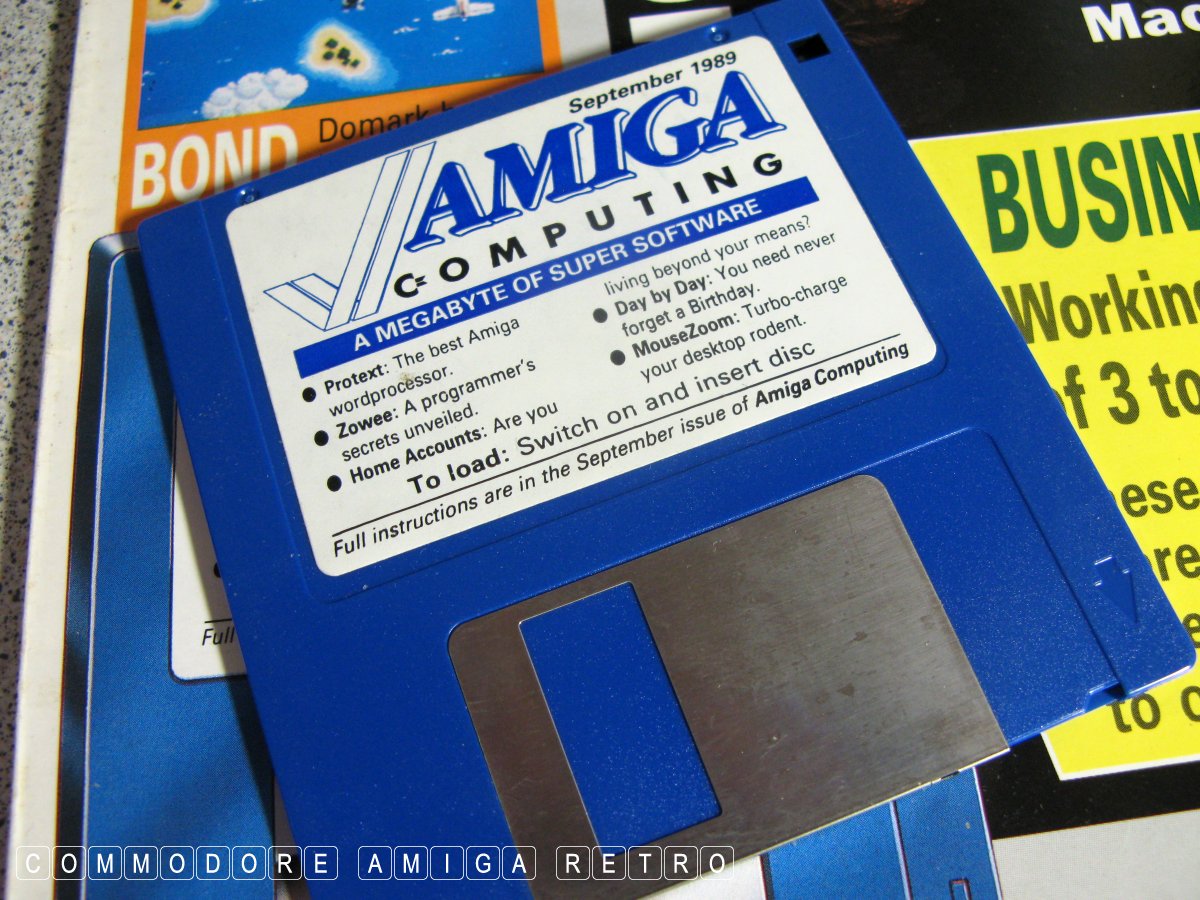 Mac
BOND
Domark
September 1989
AMIGA
COMPUTING
A MEGABYTE OF SUPER SOFTWARE
● Protext: The best Amiga
wordprocessor.
● Zowee: A programmer's
secrets unveiled.
● Home Accounts: Are you
living beyond your means?
● Day by Day: You need never
forget a Birthday.
● MouseZoom: Turbo-charge
your desktop rodent.
To load: Switch on and insert disc
Full instructions are in the September issue of Amiga Computing
BUSIN
Workin
of 3 to
to
Full
COMMODORE AMIGA RETRO